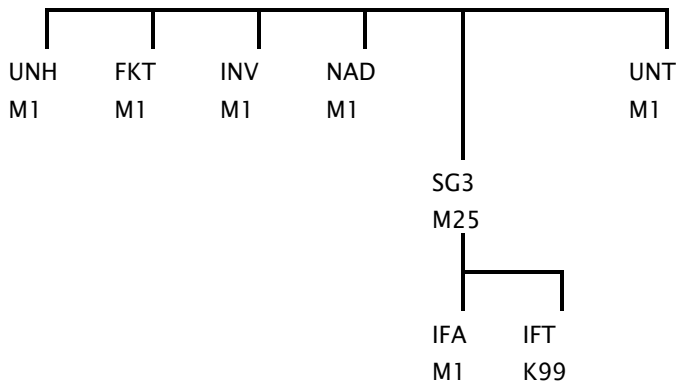 UNH FKT INV NAD UNT
M1 M1 M1 M1 M1
SG3
M25
IFA IFT
M1 K99